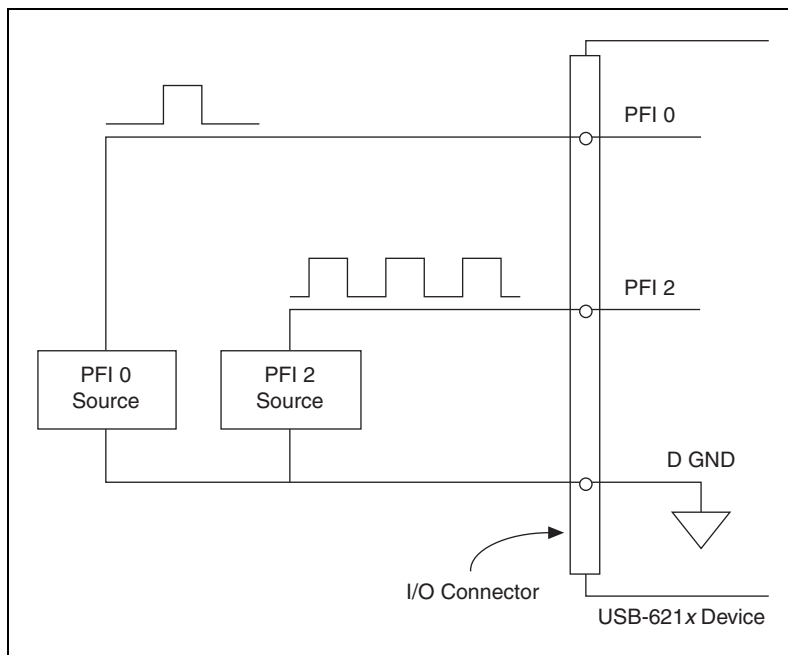 PFI 0
PFI 2
PFI 0
Source
PFI 2
Source
D GND
I/O Connector
USB-621x Device